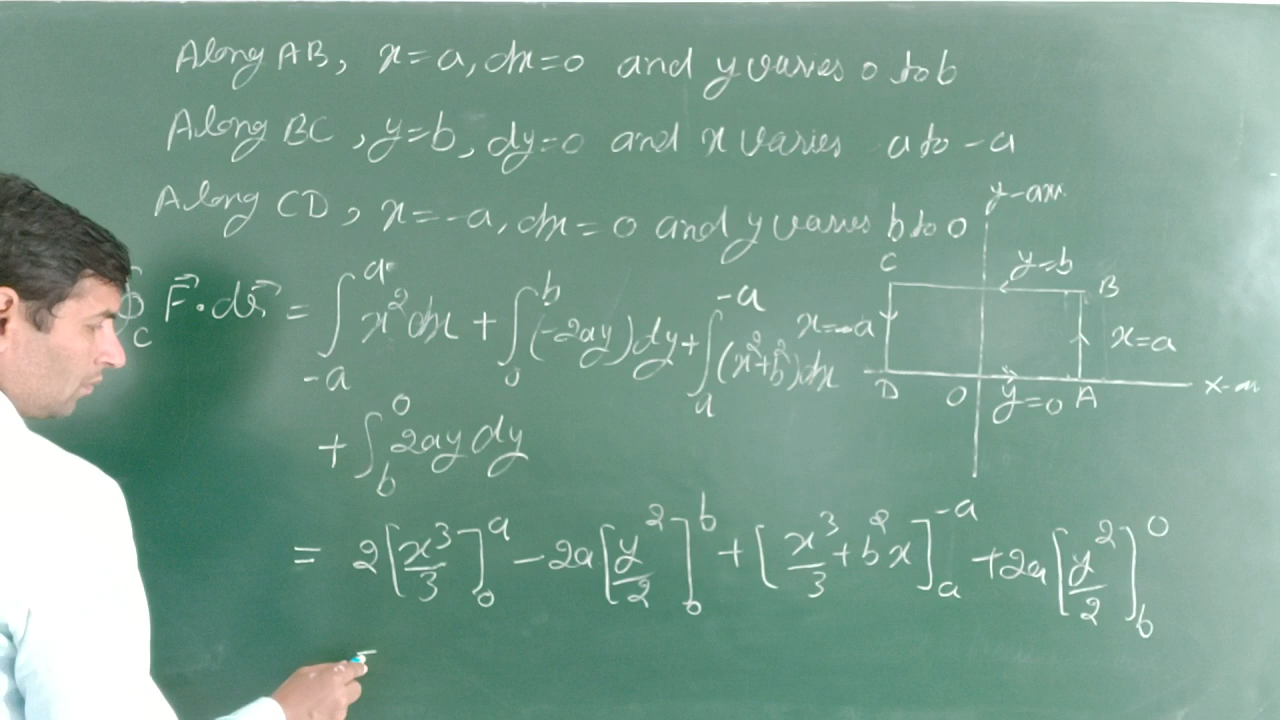 Along AB, x=a, dx=0 and y varies 0 to b
Along BC, y=b, dy=0 and x varies a to -a
Along CD, x=-a, dx=0 and y varies b to 0
∮_C F⃗·dr⃗ = ∫_{-a}^{a} x² dx + ∫_0^b (-2ay) dy + ∫_a^{-a} (x²+b²) dx
+ ∫_b^0 2ay dy
= 2[x³/3]_0^a - 2a[y²/2]_0^b + [x³/3 + b²x]_a^{-a} + 2a[y²/2]_b^0
=
C
y=b
B
x=-a
x=a
D
O
y=0
A